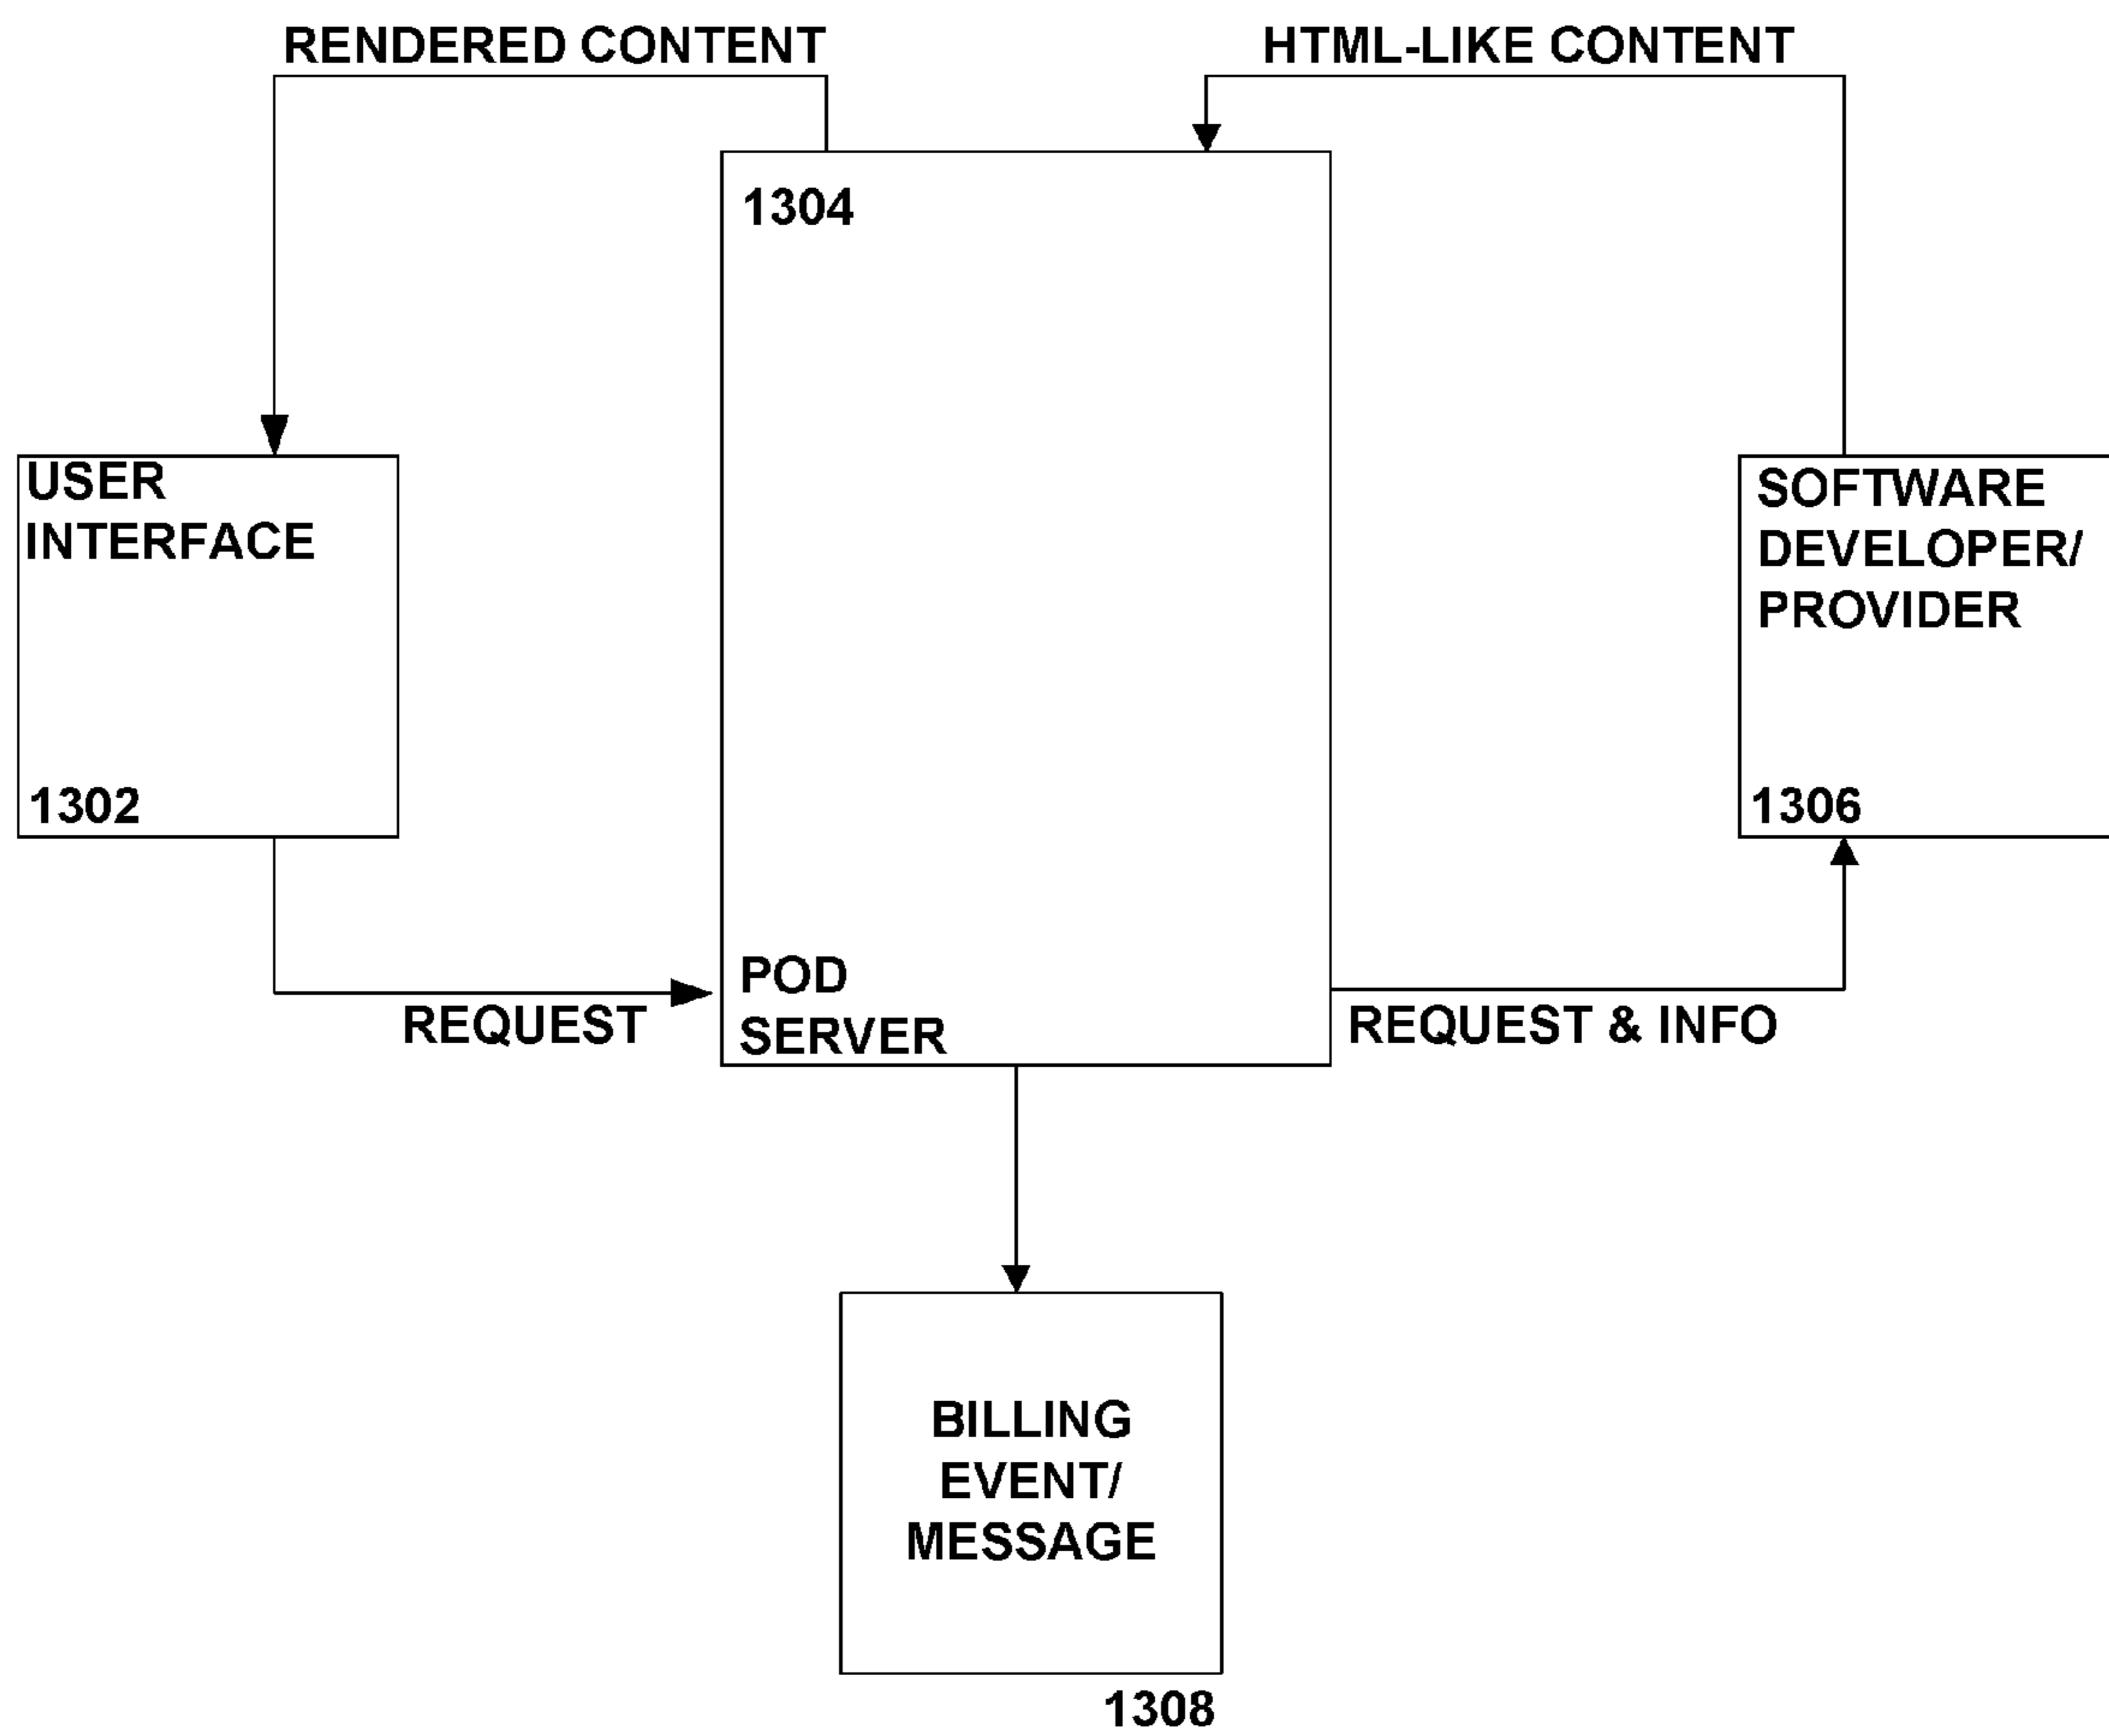 RENDERED CONTENT
HTML-LIKE CONTENT
1304
USER
INTERFACE
1302
SOFTWARE
DEVELOPER/
PROVIDER
1306
POD
SERVER
REQUEST
REQUEST & INFO
BILLING
EVENT/
MESSAGE
1308